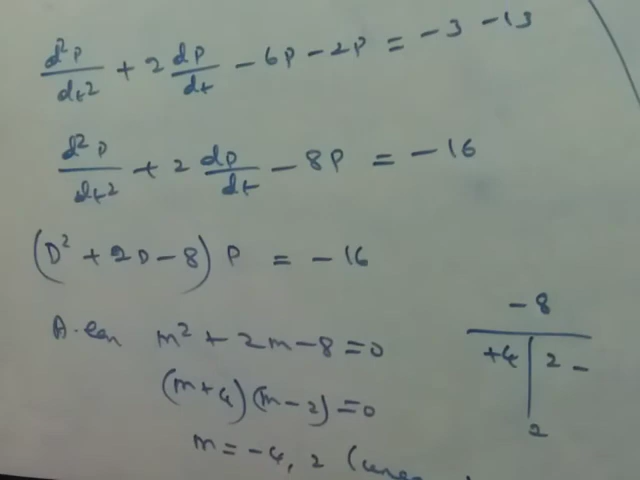 d²P/dt² + 2 dP/dt - 6P - 2P = -3 -13
d²P/dt² + 2 dP/dt - 8P = -16
(D² + 2D - 8) P = -16
A. Eqn m² + 2m - 8 = 0
(m+4)(m-2) = 0
m = -4, 2
-8
+4 | 2 -
2